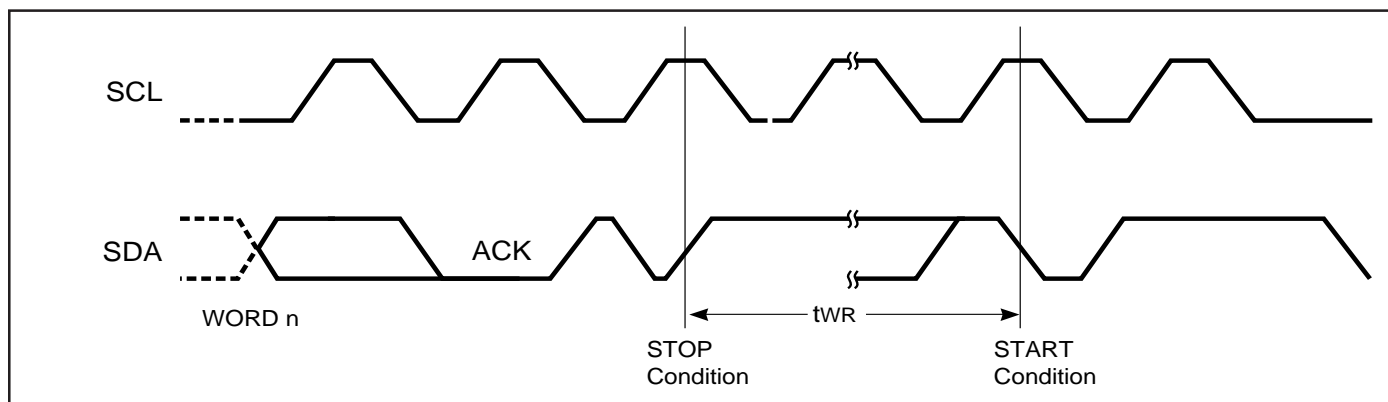 SCL
SDA
ACK
WORD n
tWR
STOP
Condition
START
Condition